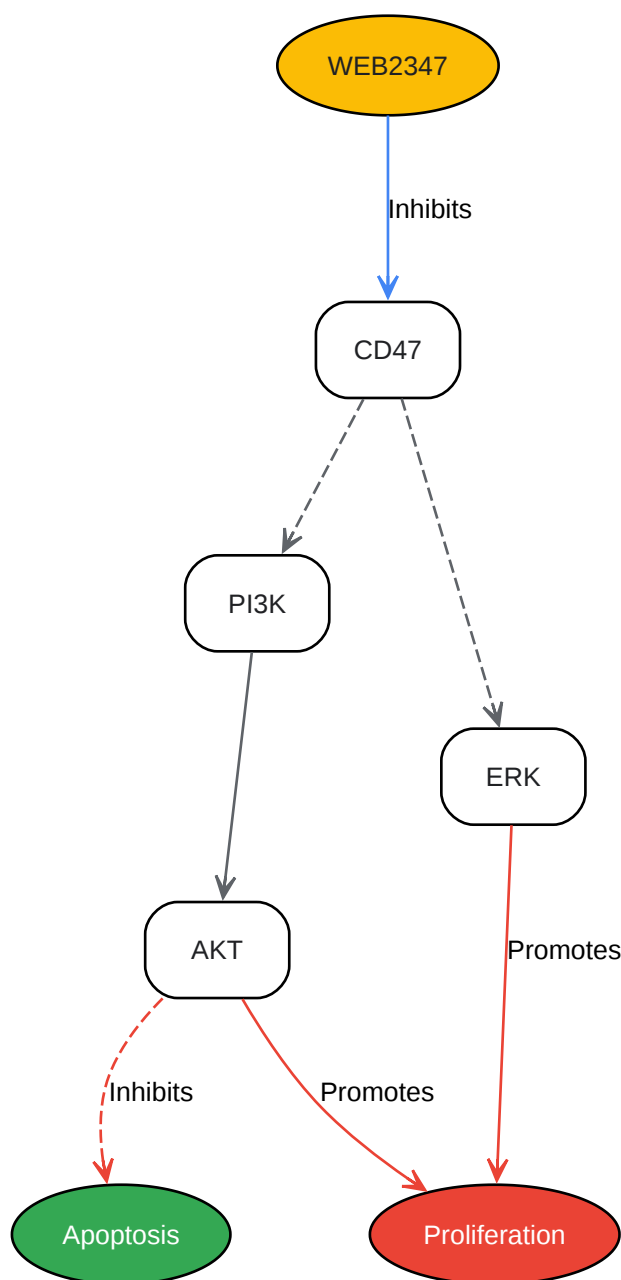 WEB2347
Inhibits
CD47
PI3K
ERK
AKT
Promotes
Inhibits
Promotes
Apoptosis
Proliferation